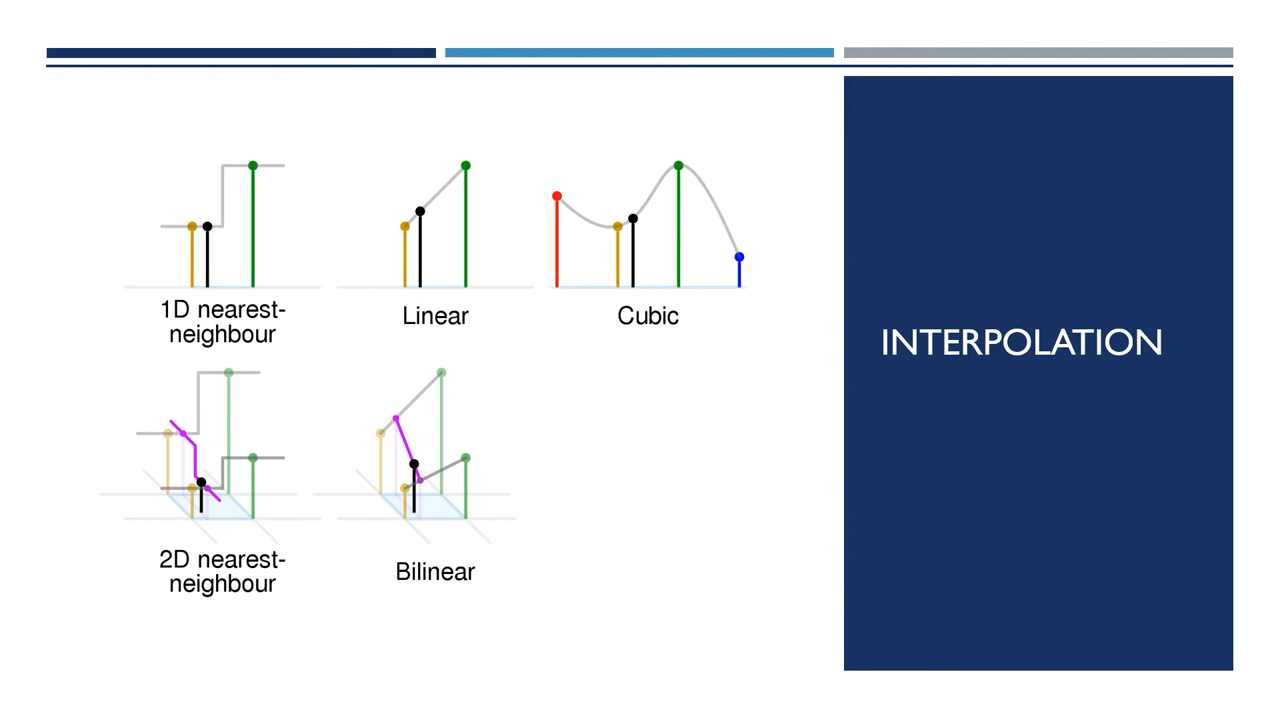 1D nearest-
neighbour
Linear
Cubic
2D nearest-
neighbour
Bilinear
INTERPOLATION